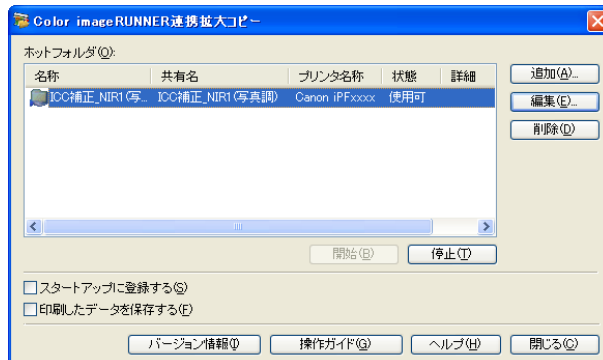 Color imageRUNNER連携拡大コピー
ホットフォルダ(O):
名称 共有名 プリンタ名称 状態 詳細
ICC補正_NIR1(写... ICC補正_NIR1(写真調) Canon iPFxxxx 使用可
追加(A)...
編集(E)...
削除(D)
開始(B) 停止(T)
スタートアップに登録する(S)
印刷したデータを保存する(F)
バージョン情報(I) 操作ガイド(G) ヘルプ(H) 閉じる(C)